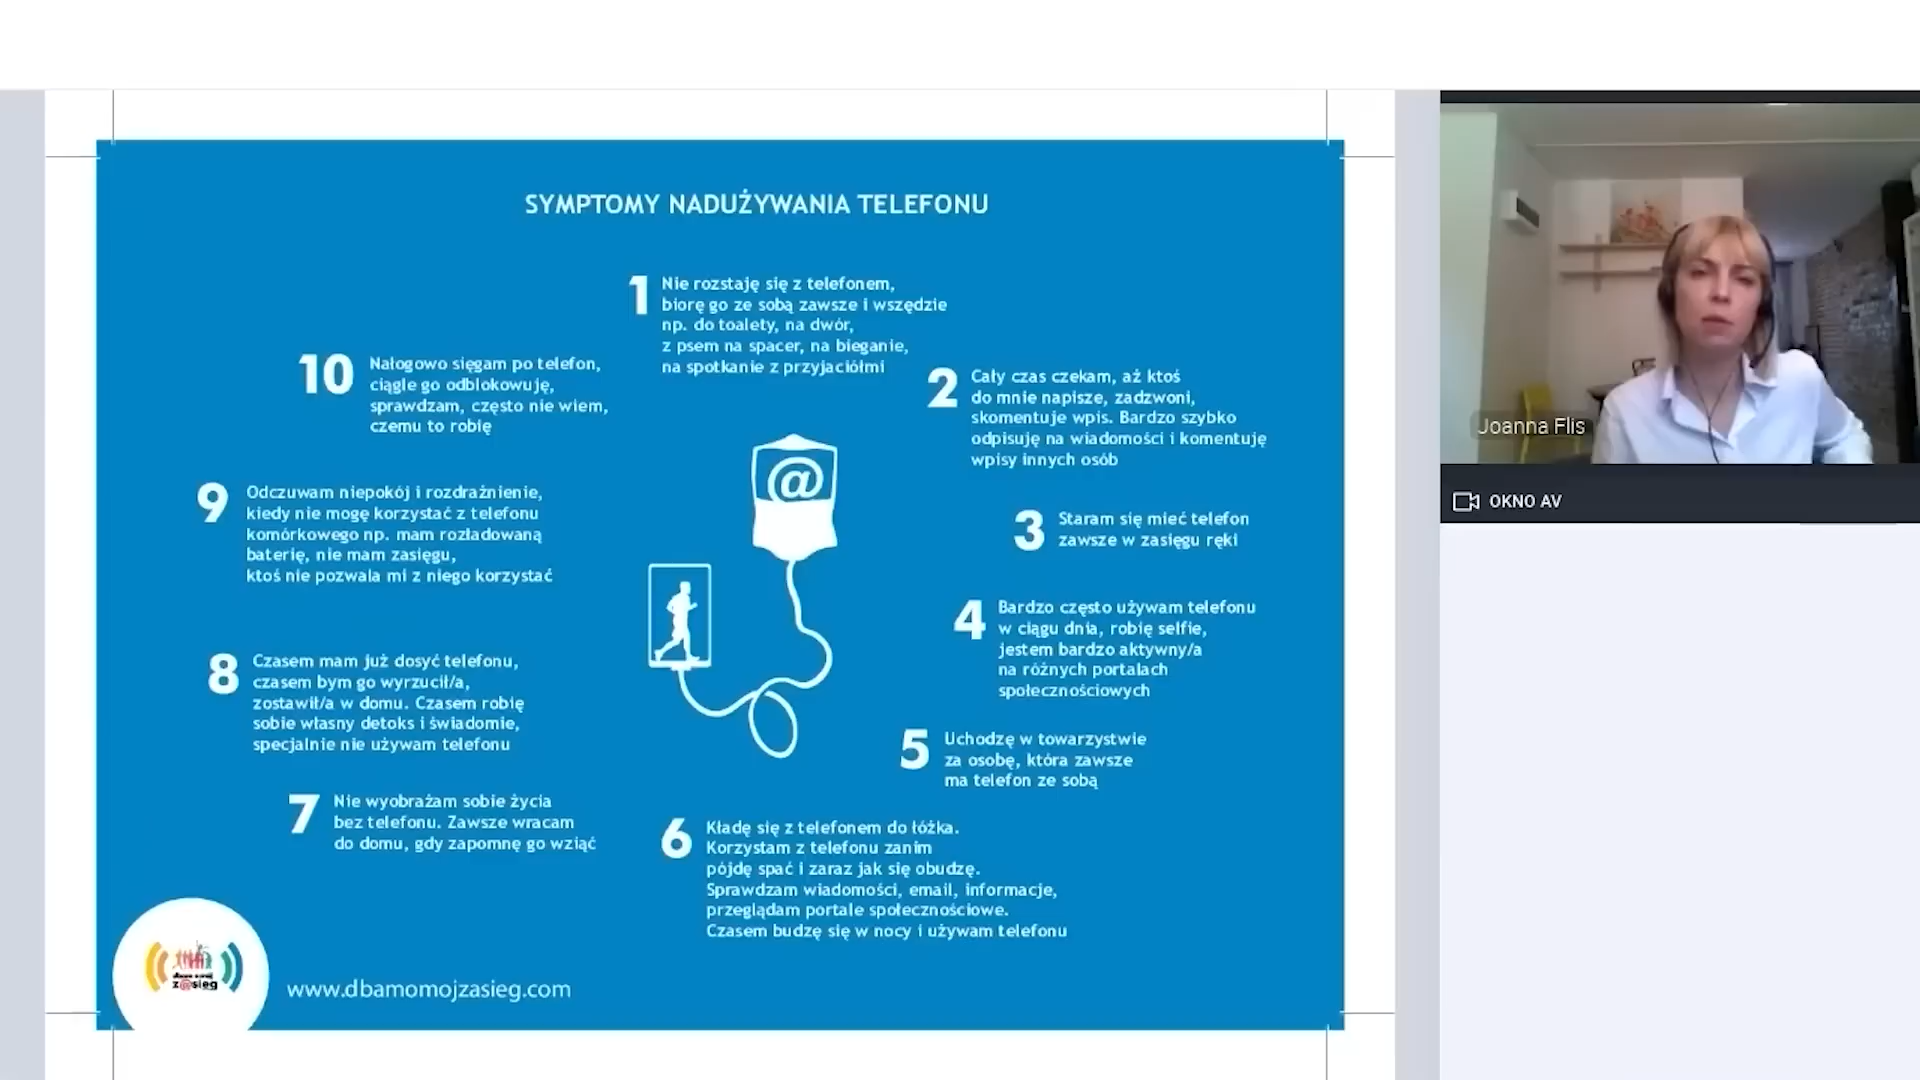 SYMPTOMY NADUŻYWANIA TELEFONU
1
Nie rozstaję się z telefonem,
biorę go ze sobą zawsze i wszędzie
np. do toalety, na dwór,
z psem na spacer, na bieganie,
na spotkanie z przyjaciółmi
2
Cały czas czekam, aż ktoś
do mnie napisze, zadzwoni,
skomentuje wpis. Bardzo szybko
odpisuję na wiadomości i komentuję
wpisy innych osób
3
Staram się mieć telefon
zawsze w zasięgu ręki
4
Bardzo często używam telefonu
w ciągu dnia, robię selfie,
jestem bardzo aktywny/a
na różnych portalach
społecznościowych
5
Uchodzę w towarzystwie
za osobę, która zawsze
ma telefon ze sobą
6
Kładę się z telefonem do łóżka.
Korzystam z telefonu zanim
pójdę spać i zaraz jak się obudzę.
Sprawdzam wiadomości, email, informacje,
przeglądam portale społecznościowe.
Czasem budzę się w nocy i używam telefonu
7
Nie wyobrażam sobie życia
bez telefonu. Zawsze wracam
do domu, gdy zapomnę go wziąć
8
Czasem mam już dosyć telefonu,
czasem bym go wyrzucił/a,
zostawił/a w domu. Czasem robię
sobie własny detoks i świadomie,
specjalnie nie używam telefonu
9
Odczuwam niepokój i rozdrażnienie,
kiedy nie mogę korzystać z telefonu
komórkowego np. mam rozładowaną
baterię, nie mam zasięgu,
ktoś nie pozwala mi z niego korzystać
10
Nałogowo sięgam po telefon,
ciągle go odblokowuję,
sprawdzam, często nie wiem,
czemu to robię
@
z@sieg
www.dbamomojzasieg.com
Joanna Flis
OKNO AV